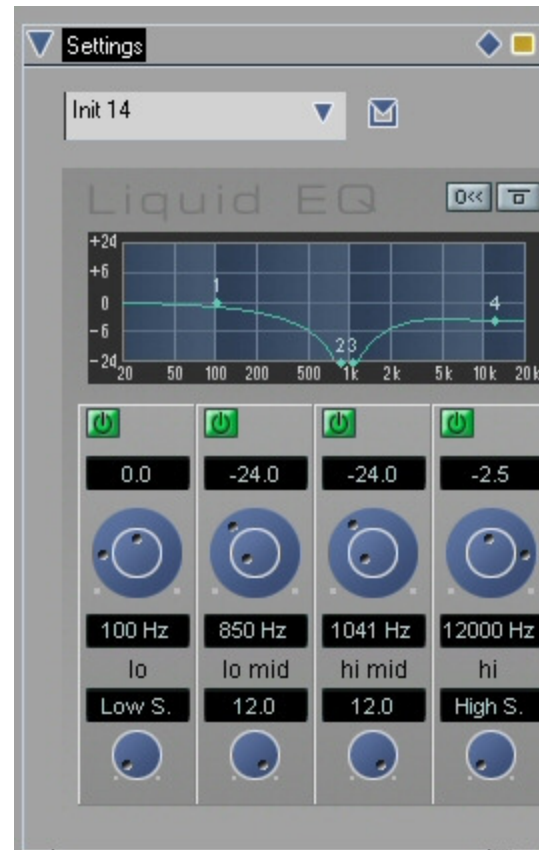 Settings
Init 14
Liquid EQ
0<<
+24
+6
0
-6
-24
1
2 3
4
20 50 100 200 500 1k 2k 5k 10k 20k
0.0 -24.0 -24.0 -2.5
100 Hz 850 Hz 1041 Hz 12000 Hz
lo lo mid hi mid hi
Low S. 12.0 12.0 High S.